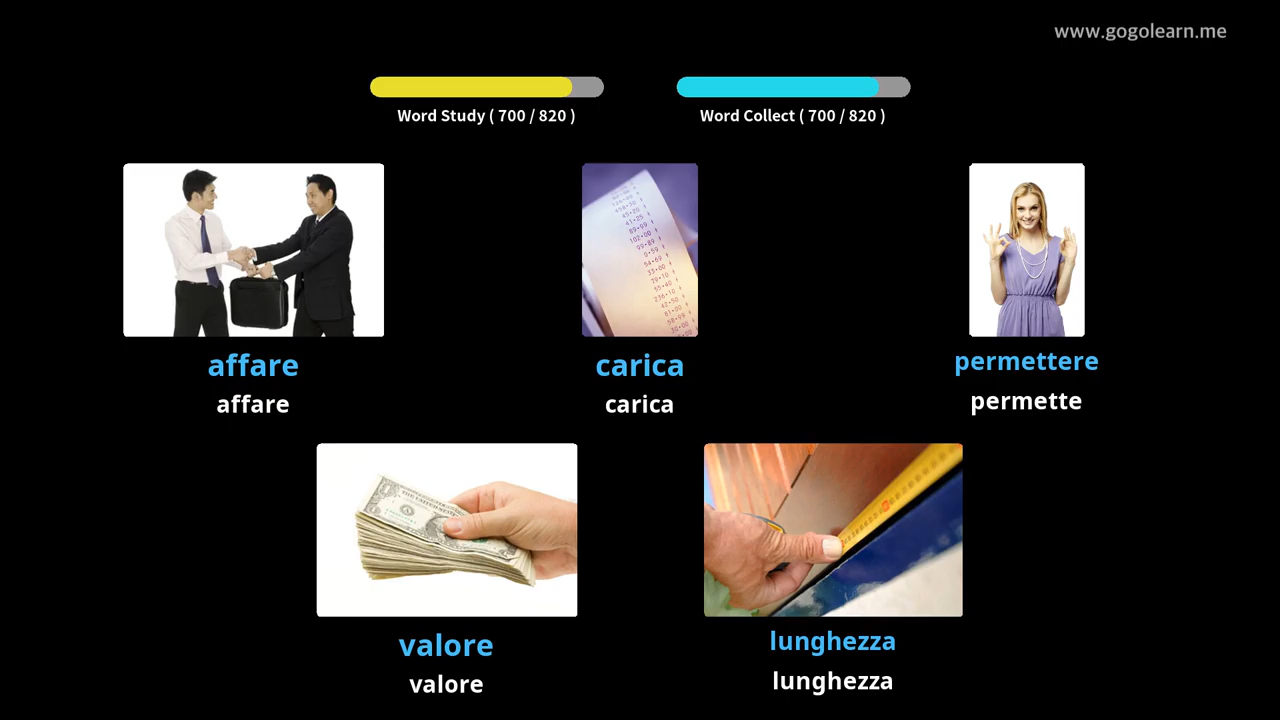 www.gogolearn.me
Word Study ( 700 / 820 )
Word Collect ( 700 / 820 )
affare
affare
carica
carica
permettere
permette
valore
valore
lunghezza
lunghezza